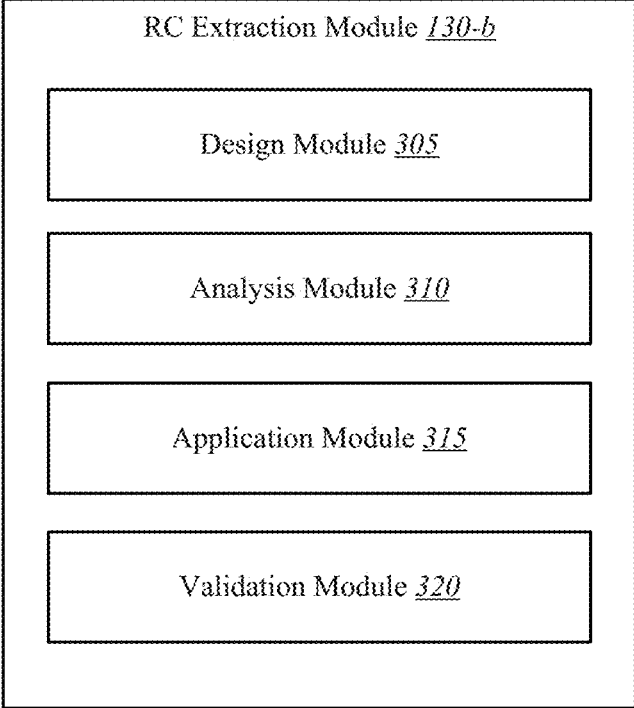 RC Extraction Module 130-b
Design Module 305
Analysis Module 310
Application Module 315
Validation Module 320